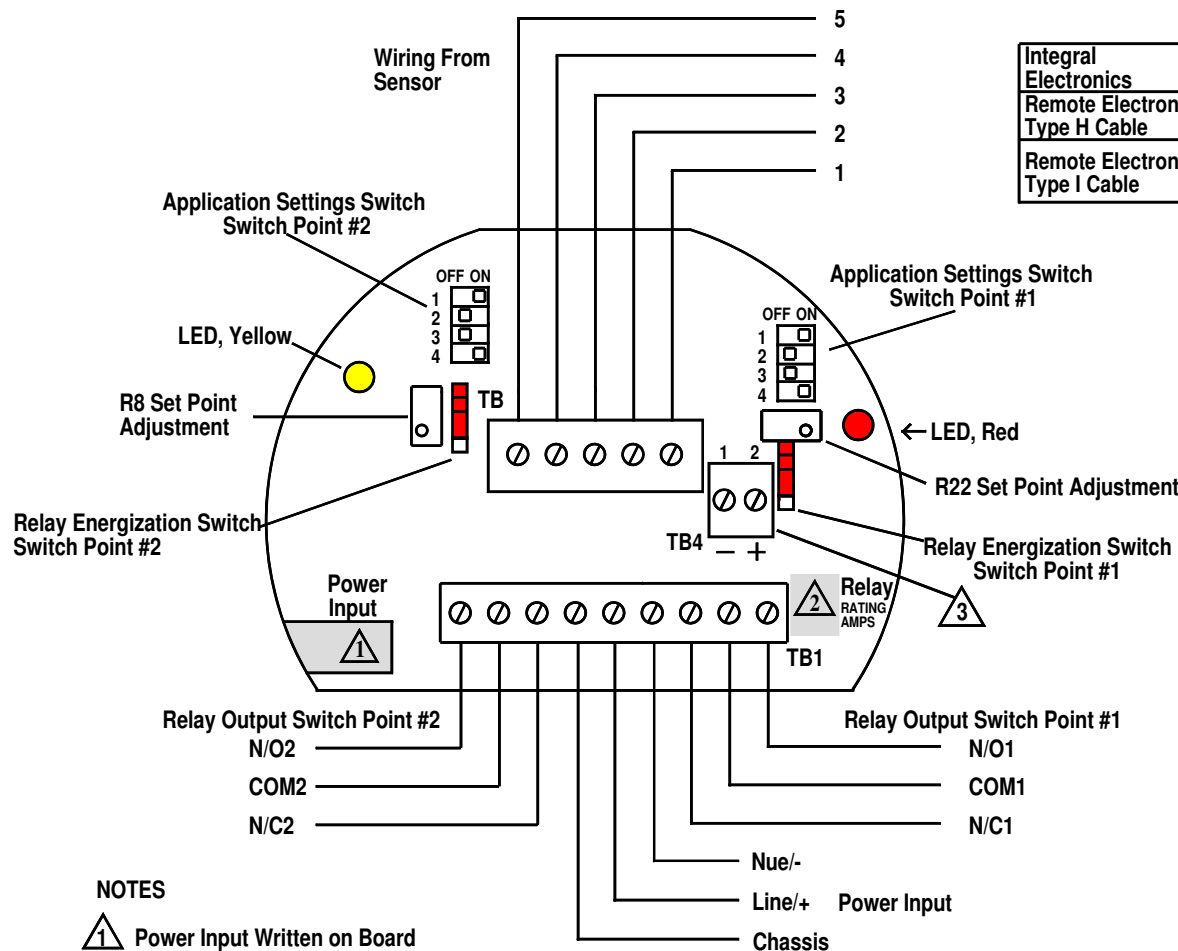 5
Wiring From
Sensor
4
3
2
1
Integral
Electronics
Remote Electron
Type H Cable
Remote Electron
Type I Cable
Application Settings Switch
Switch Point #2
OFF ON
1
2
3
4
Application Settings Switch
Switch Point #1
OFF ON
1
2
3
4
LED, Yellow
R8 Set Point
Adjustment
TB
LED, Red
1 2
R22 Set Point Adjustment
Relay Energization Switch
Switch Point #2
TB4
− +
Relay Energization Switch
Switch Point #1
3
Power
Input
1
2
Relay
RATING
AMPS
TB1
Relay Output Switch Point #2
Relay Output Switch Point #1
N/O2
N/O1
COM2
COM1
N/C2
N/C1
Nue/-
Line/+ Power Input
Chassis
NOTES
1 Power Input Written on Board